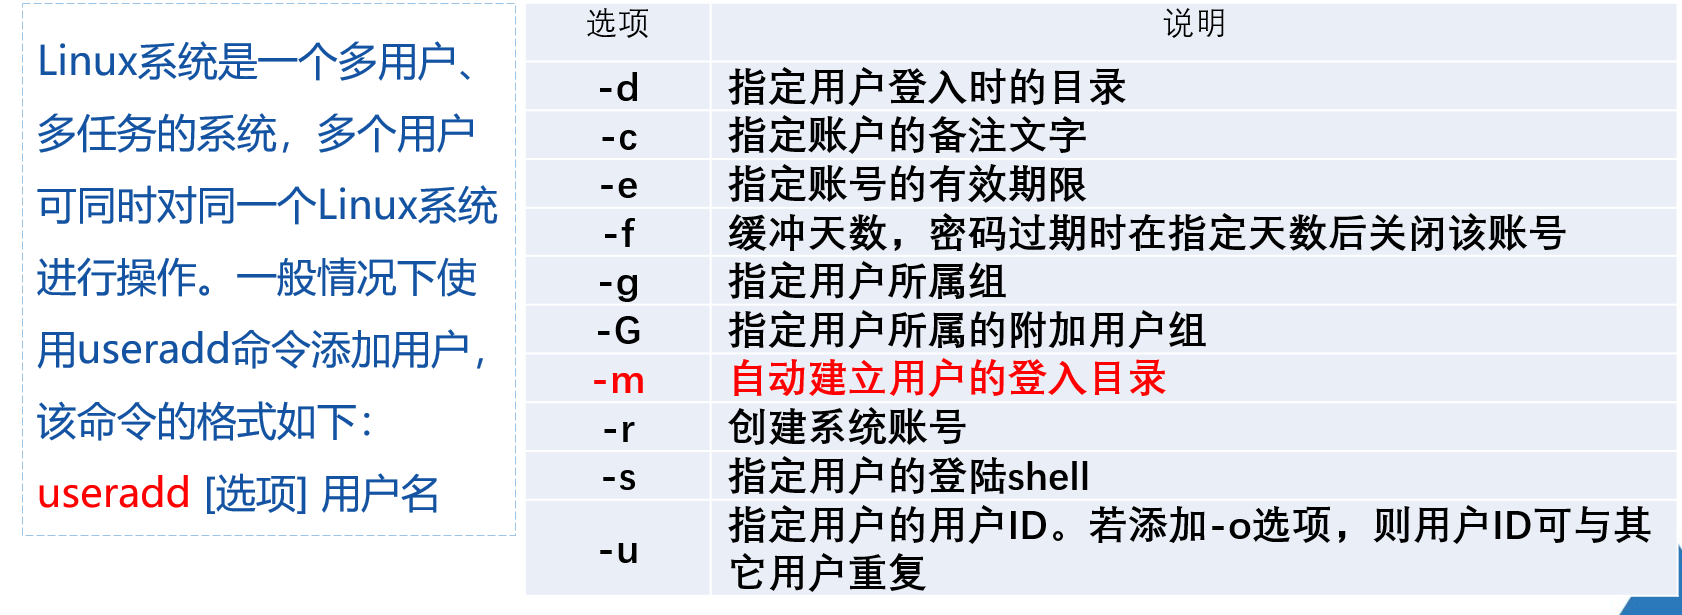 Linux系统是一个多用户、
多任务的系统，多个用户
可同时对同一个Linux系统
进行操作。一般情况下使
用useradd命令添加用户，
该命令的格式如下：
useradd [选项] 用户名
选项 说明
-d 指定用户登入时的目录
-c 指定账户的备注文字
-e 指定账号的有效期限
-f 缓冲天数，密码过期时在指定天数后关闭该账号
-g 指定用户所属组
-G 指定用户所属的附加用户组
-m 自动建立用户的登入目录
-r 创建系统账号
-s 指定用户的登陆shell
-u 指定用户的用户ID。若添加-o选项，则用户ID可与其
它用户重复